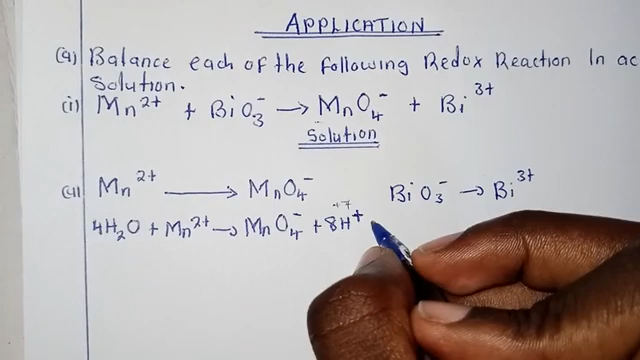 APPLICATION
(a) Balance each of the following Redox Reaction In ac
Solution.
(i) Mn²⁺ + BiO₃⁻ → MnO₄⁻ + Bi³⁺
Solution
Mn²⁺ → MnO₄⁻ BiO₃⁻ → Bi³⁺
+7
4H₂O + Mn²⁺ → MnO₄⁻ + 8H⁺